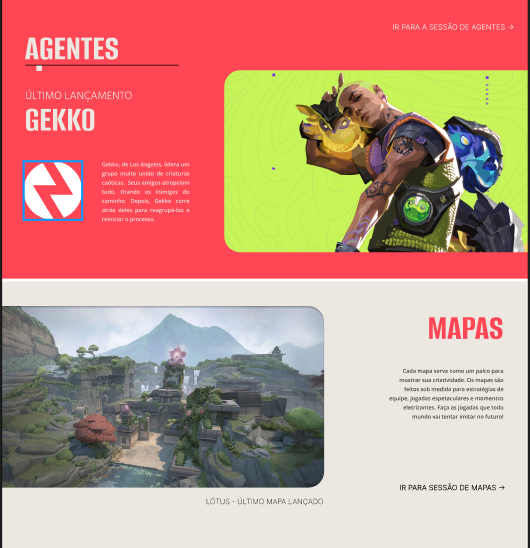 IR PARA A SESSÃO DE AGENTES →
AGENTES
ÚLTIMO LANÇAMENTO
GEKKO
Gekko, de Los Angeles, lidera um
grupo muito unido de criaturas
caóticas. Seus amigos atropelam
tudo, tirando os inimigos do
caminho. Depois, Gekko corre
atrás deles para reagrupá-los e
reiniciar o processo.
MAPAS
Cada mapa serve como um palco para
mostrar sua criatividade. Os mapas são
feitos sob medida para estratégias de
equipe, jogadas espetaculares e momentos
eletrizantes. Faça as jogadas que todo
mundo vai tentar imitar no futuro!
IR PARA SESSÃO DE MAPAS →
LÓTUS - ÚLTIMO MAPA LANÇADO